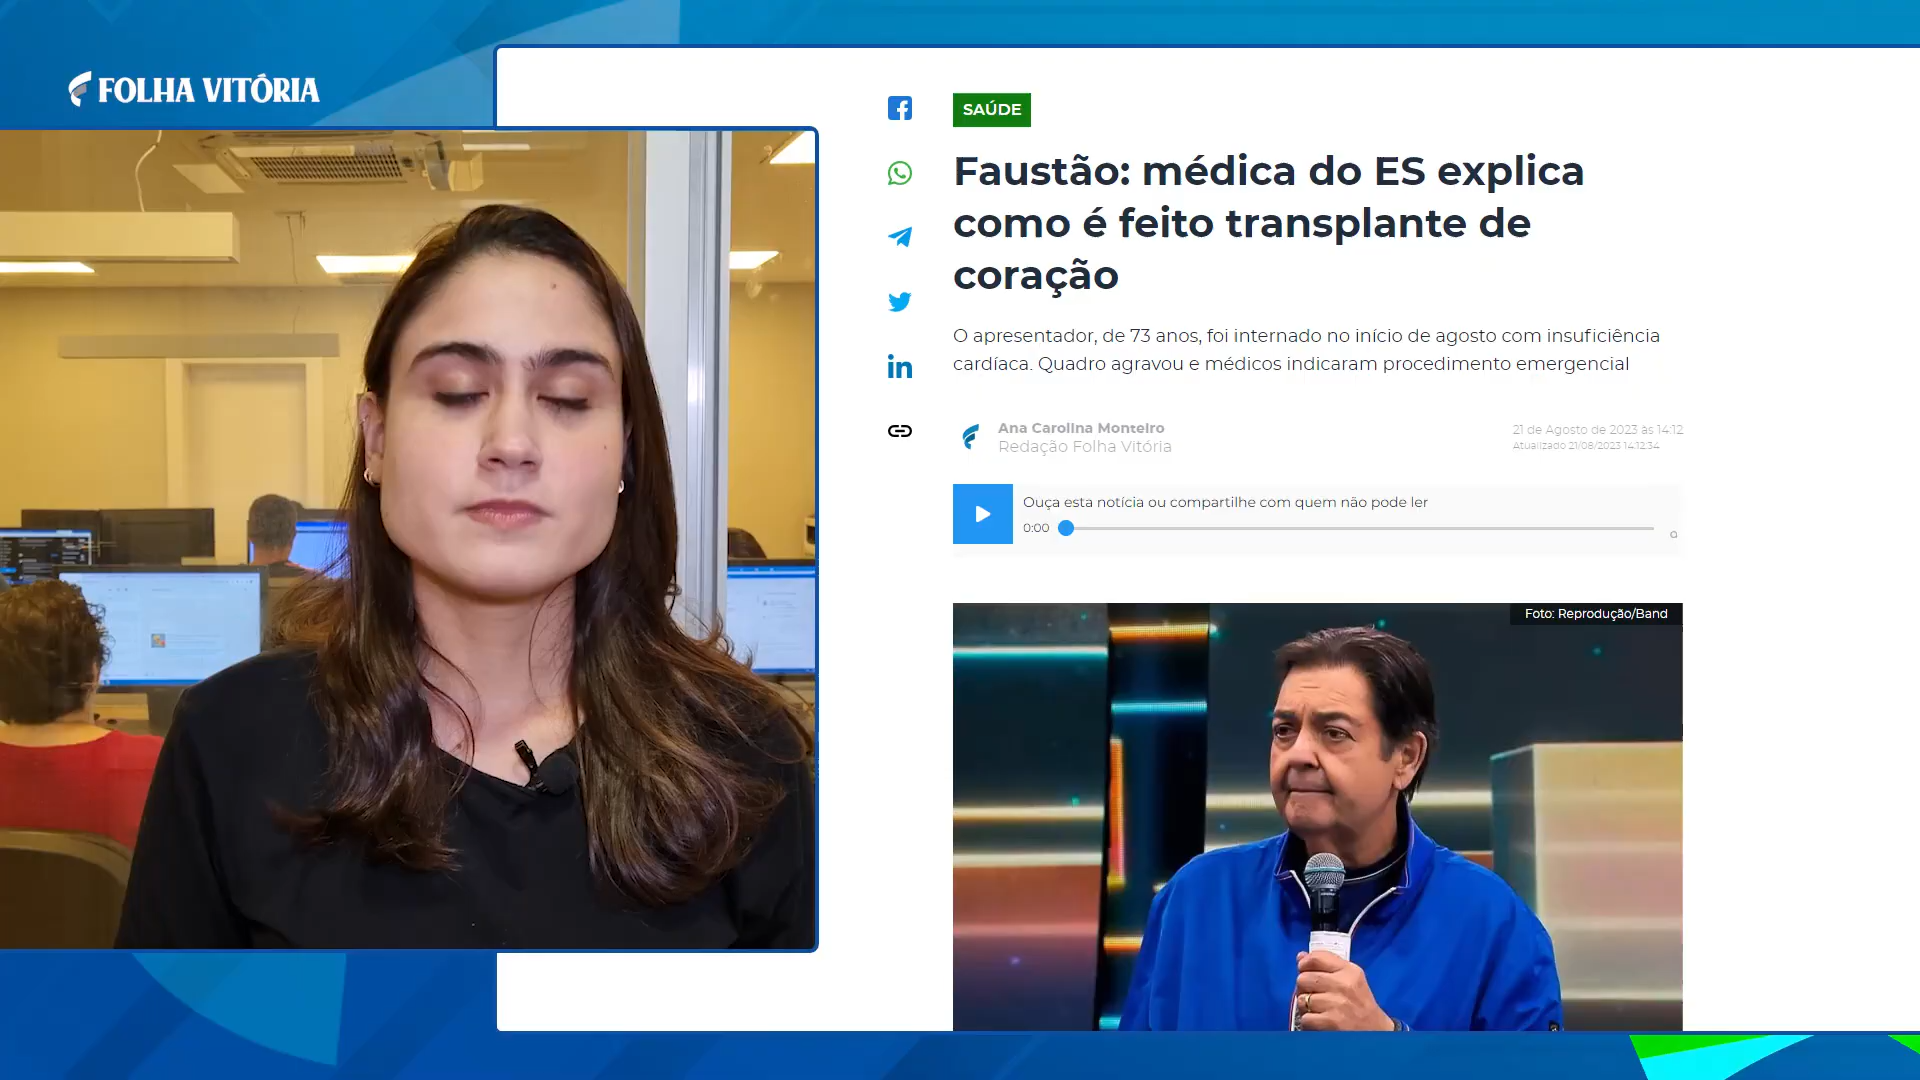 FOLHA VITÓRIA
SAÚDE
Faustão: médica do ES explica
como é feito transplante de
coração
O apresentador, de 73 anos, foi internado no início de agosto com insuficiência
cardíaca. Quadro agravou e médicos indicaram procedimento emergencial
Ana Carolina Monteiro
Redação Folha Vitória
21 de Agosto de 2023 às 14:12
Atualizado 21/08/2023 14:12:34
Ouça esta notícia ou compartilhe com quem não pode ler
0:00
Foto: Reprodução/Band